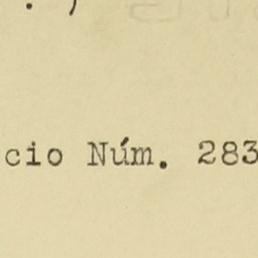 . ,
cio Núm. 283